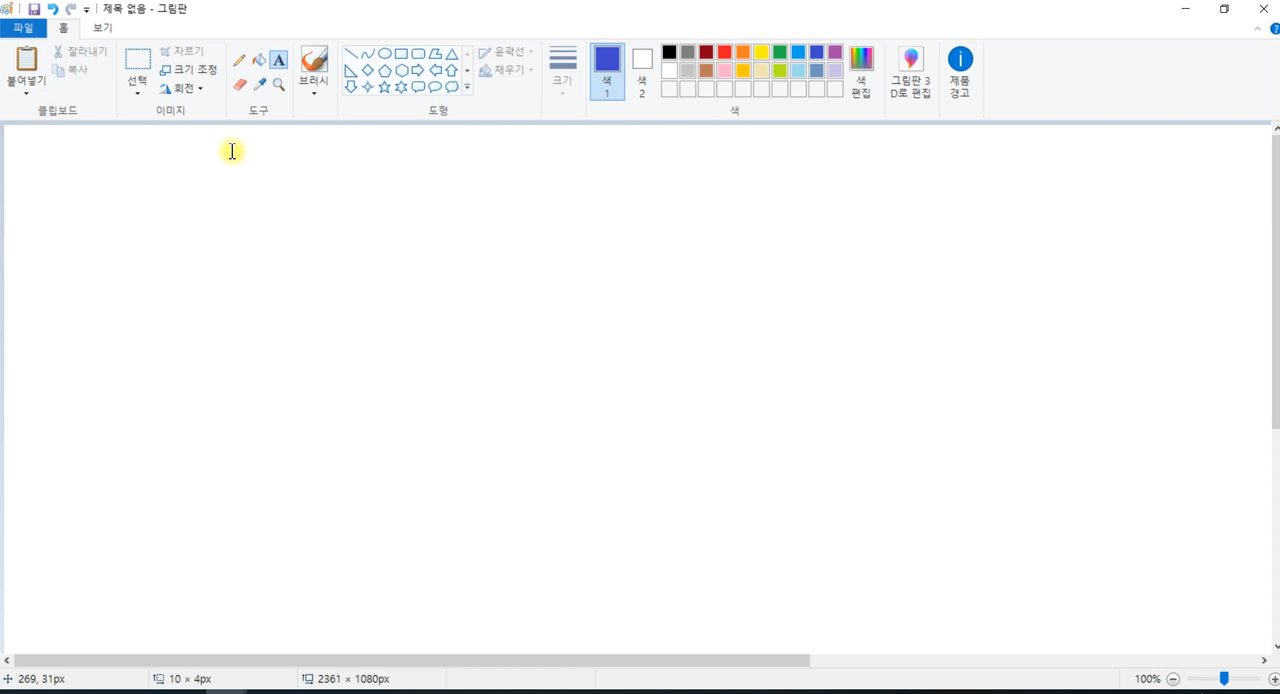 제목 없음 - 그림판
파일 홈 보기
붙여넣기
잘라내기
복사
클립보드
선택
자르기
크기 조정
회전
이미지
A
도구
브러시
윤곽선
채우기
도형
크기
색 1
색 2
색 편집
색
그림판 3D로 편집
제품 경고
269, 31px
10 × 4px
2361 × 1080px
100%